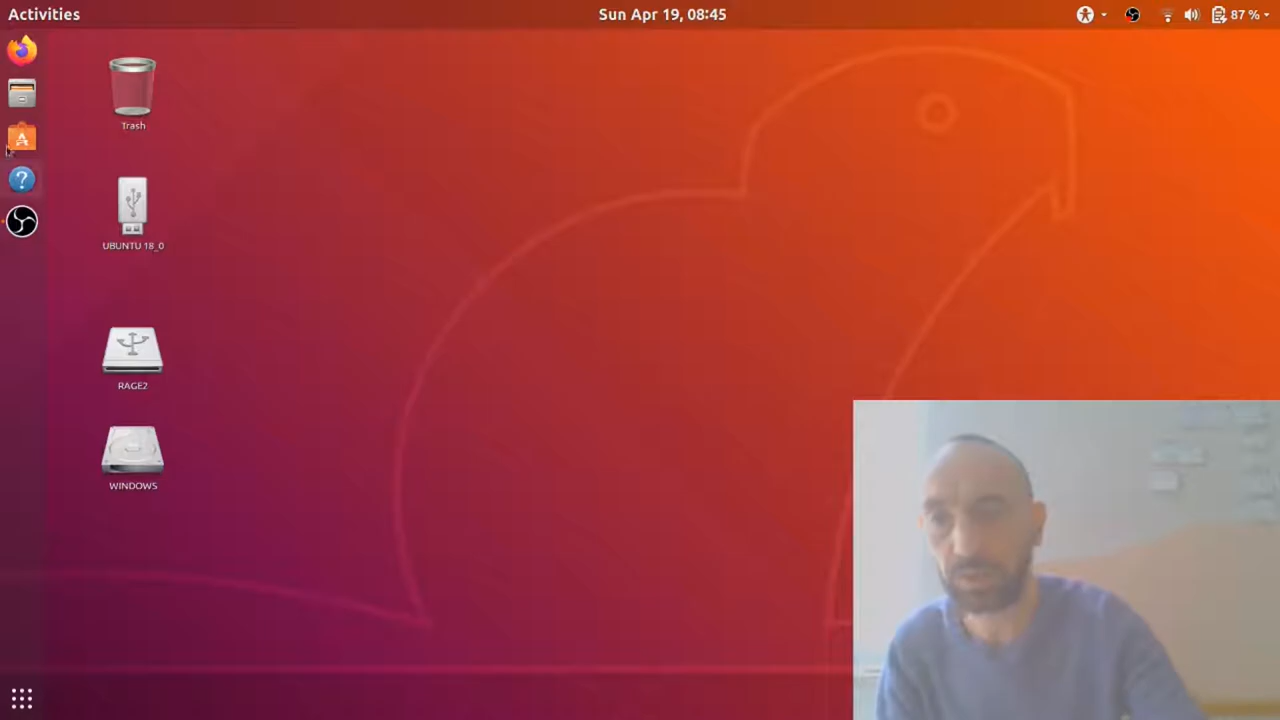 Activities
Sun Apr 19, 08:45
87 %
Trash
UBUNTU 18_0
RAGE2
WINDOWS